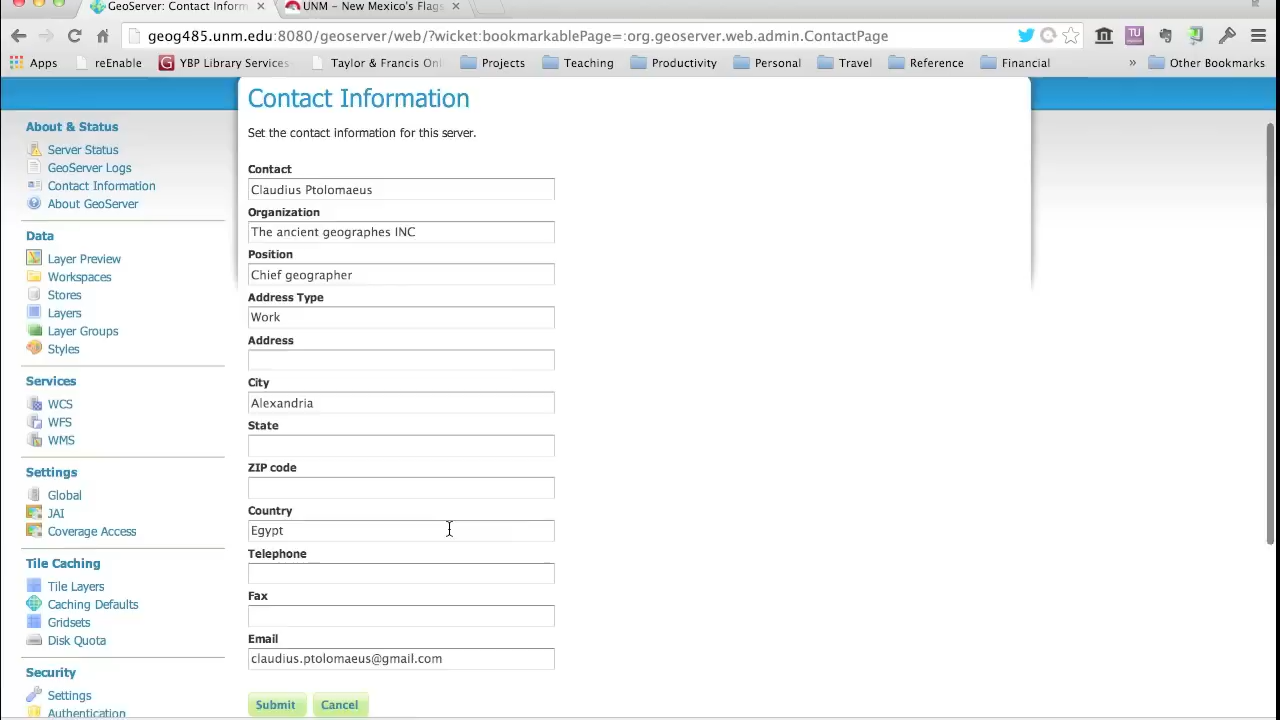 GeoServer: Contact Inform
UNM – New Mexico's Flags
geog485.unm.edu:8080/geoserver/web/?wicket:bookmarkablePage=:org.geoserver.web.admin.ContactPage
Apps reEnable YBP Library Services Taylor & Francis On Projects Teaching Productivity Personal Travel Reference Financial » Other Bookmarks
Contact Information
Set the contact information for this server.
About & Status
Server Status
GeoServer Logs
Contact Information
About GeoServer
Data
Layer Preview
Workspaces
Stores
Layers
Layer Groups
Styles
Services
WCS
WFS
WMS
Settings
Global
JAI
Coverage Access
Tile Caching
Tile Layers
Caching Defaults
Gridsets
Disk Quota
Security
Settings
Authentication
Contact
Claudius Ptolomaeus
Organization
The ancient geographes INC
Position
Chief geographer
Address Type
Work
Address
City
Alexandria
State
ZIP code
Country
Egypt
Telephone
Fax
Email
claudius.ptolomaeus@gmail.com
Submit Cancel